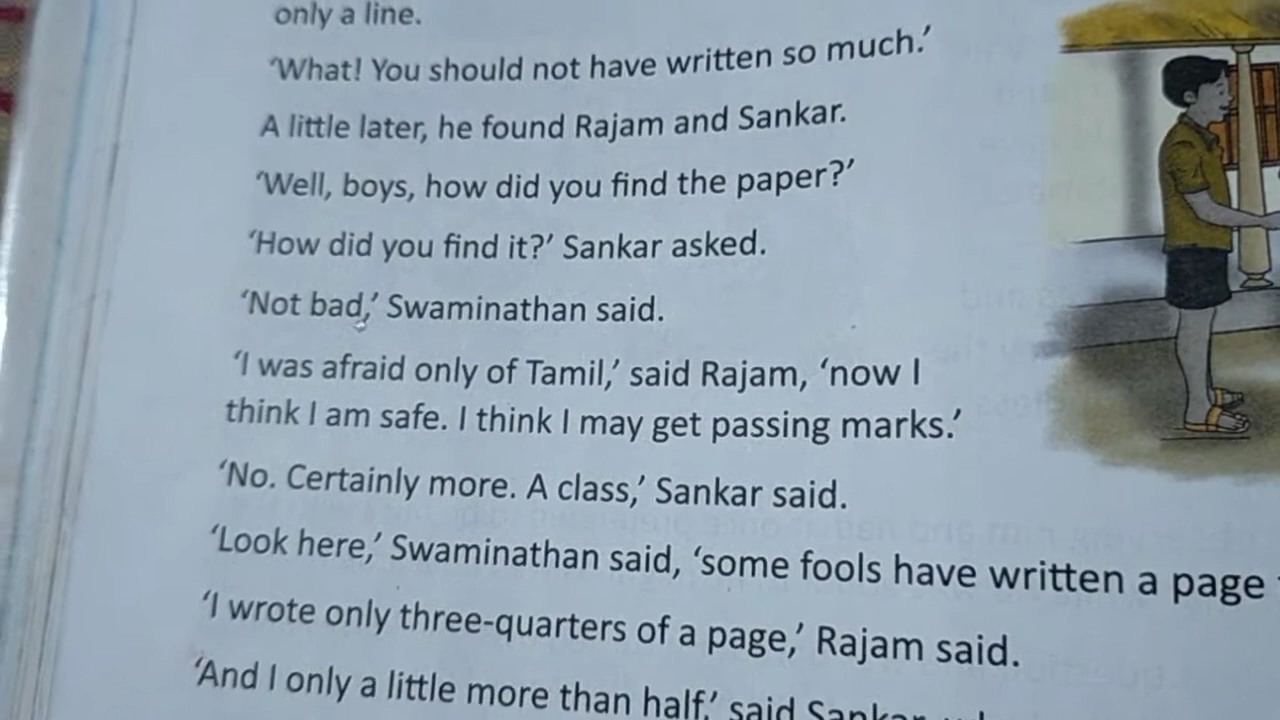 only a line.
‘What! You should not have written so much.’
A little later, he found Rajam and Sankar.
‘Well, boys, how did you find the paper?’
‘How did you find it?’ Sankar asked.
‘Not bad,’ Swaminathan said.
‘I was afraid only of Tamil,’ said Rajam, ‘now I
think I am safe. I think I may get passing marks.’
‘No. Certainly more. A class,’ Sankar said.
‘Look here,’ Swaminathan said, ‘some fools have written a page
‘I wrote only three-quarters of a page,’ Rajam said.
‘And I only a little more than half,’ said Sankar